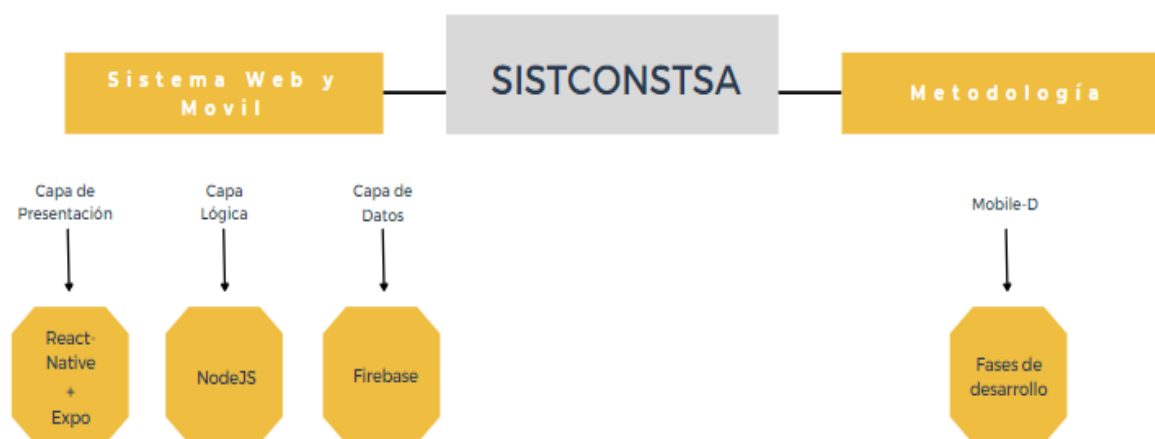 SISTCONSTSA
Sistema Web y
Movil
Metodología
Capa de
Presentación
Capa
Lógica
Capa de
Datos
Mobile-D
React-
Native
+
Expo
NodeJS
Firebase
Fases de
desarrollo